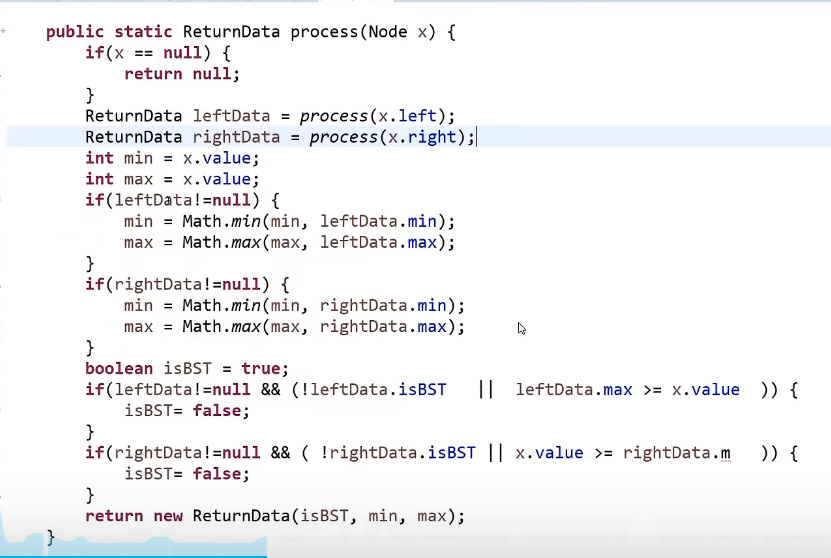 public static ReturnData process(Node x) {
if(x == null) {
return null;
}
ReturnData leftData = process(x.left);
ReturnData rightData = process(x.right);
int min = x.value;
int max = x.value;
if(leftData!=null) {
min = Math.min(min, leftData.min);
max = Math.max(max, leftData.max);
}
if(rightData!=null) {
min = Math.min(min, rightData.min);
max = Math.max(max, rightData.max);
}
boolean isBST = true;
if(leftData!=null && (!leftData.isBST || leftData.max >= x.value )) {
isBST= false;
}
if(rightData!=null && ( !rightData.isBST || x.value >= rightData.m )) {
isBST= false;
}
return new ReturnData(isBST, min, max);
}